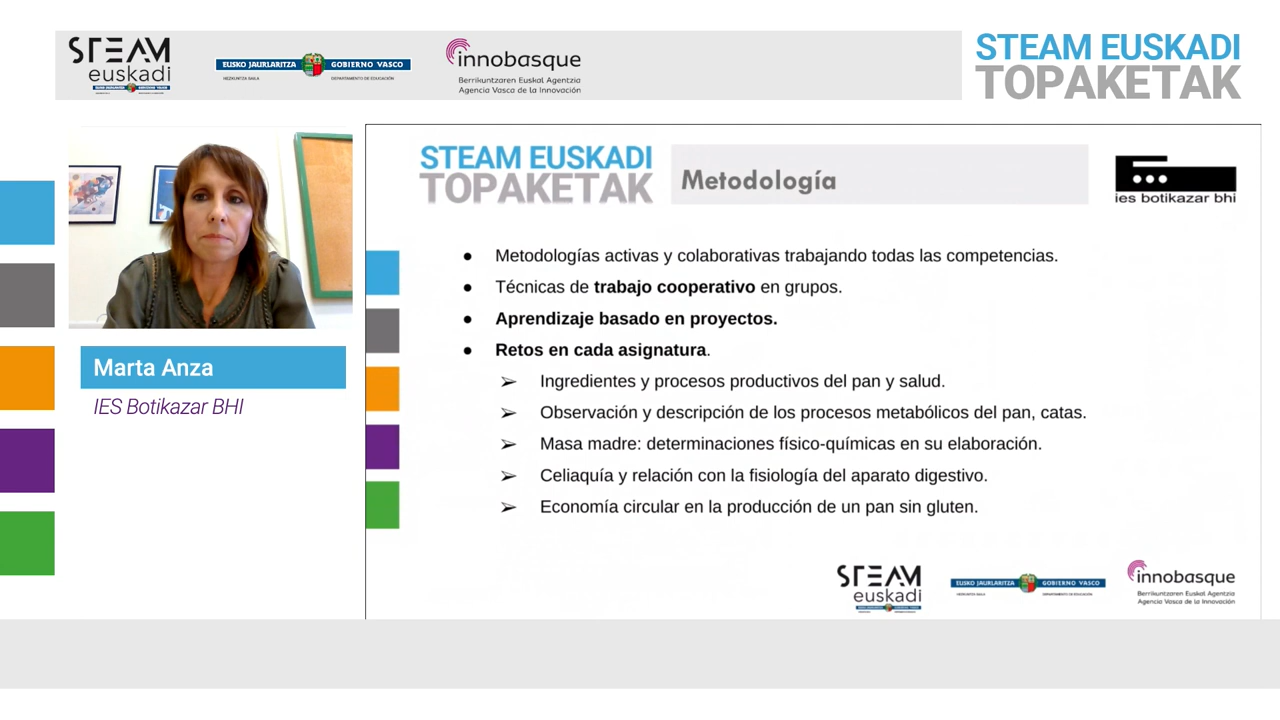 STEAM
euskadi
EUSKO JAURLARITZA
GOBIERNO VASCO
HEZKUNTZA SAILA
DEPARTAMENTO DE EDUCACIÓN
innobasque
Berrikuntzaren Euskal Agentzia
Agencia Vasca de la Innovación
STEAM EUSKADI
TOPAKETAK
Marta Anza
IES Botikazar BHI
STEAM EUSKADI
TOPAKETAK
Metodología
ies botikazar bhi
● Metodologías activas y colaborativas trabajando todas las competencias.
● Técnicas de trabajo cooperativo en grupos.
● Aprendizaje basado en proyectos.
● Retos en cada asignatura.
➢ Ingredientes y procesos productivos del pan y salud.
➢ Observación y descripción de los procesos metabólicos del pan, catas.
➢ Masa madre: determinaciones físico-químicas en su elaboración.
➢ Celiaquía y relación con la fisiología del aparato digestivo.
➢ Economía circular en la producción de un pan sin gluten.
STEAM
euskadi
EUSKO JAURLARITZA
GOBIERNO VASCO
innobasque
Berrikuntzaren Euskal Agentzia
Agencia Vasca de la Innovación